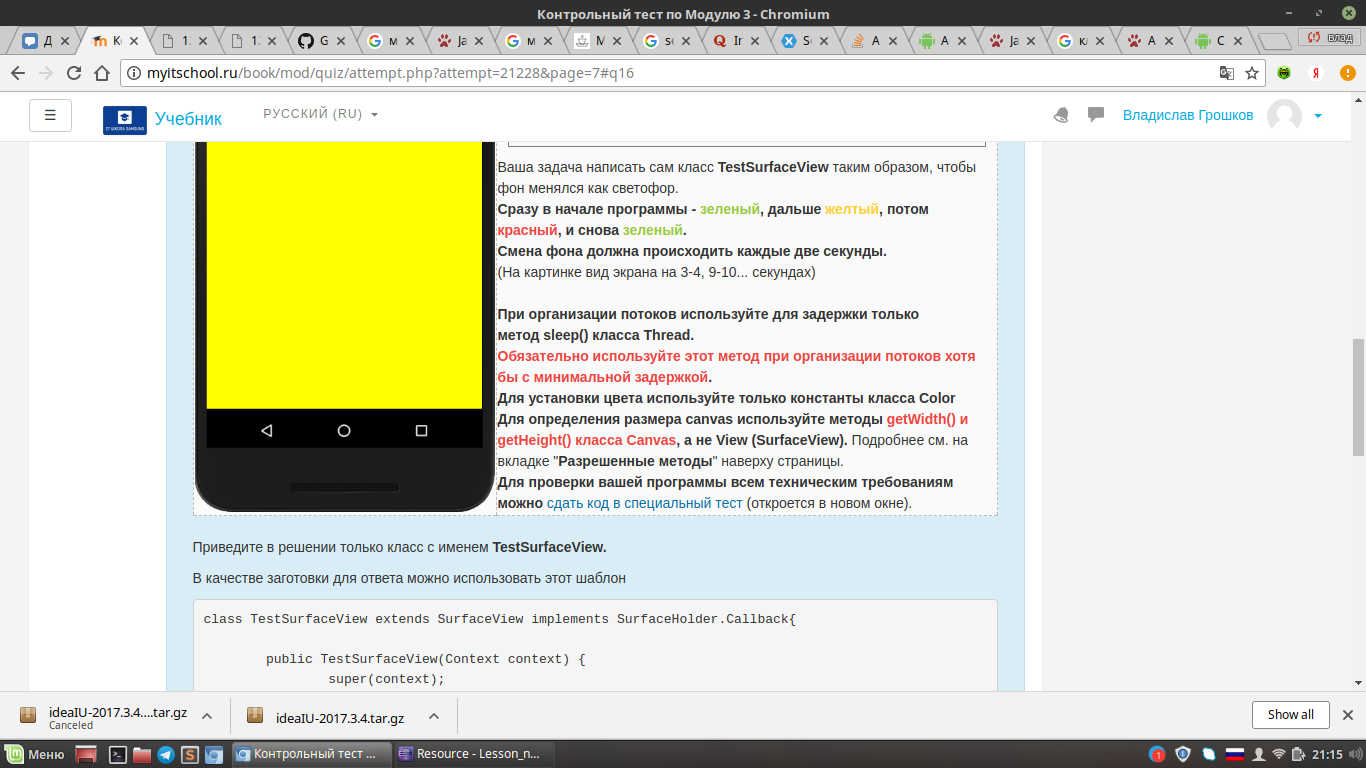 Контрольный тест по Модулю 3 - Chromium
Д К 1. 1. G м Ja м M se Ir S A A Ja кл A C влад
myitschool.ru/book/mod/quiz/attempt.php?attempt=21228&page=7#q16
IT ШКОЛА SAMSUNG Учебник РУССКИЙ (RU) Владислав Грошков
Ваша задача написать сам класс TestSurfaceView таким образом, чтобы
фон менялся как светофор.
Сразу в начале программы - зеленый, дальше желтый, потом
красный, и снова зеленый.
Смена фона должна происходить каждые две секунды.
(На картинке вид экрана на 3-4, 9-10... секундах)
При организации потоков используйте для задержки только
метод sleep() класса Thread.
Обязательно используйте этот метод при организации потоков хотя
бы с минимальной задержкой.
Для установки цвета используйте только константы класса Color
Для определения размера canvas используйте методы getWidth() и
getHeight() класса Canvas, а не View (SurfaceView). Подробнее см. на
вкладке "Разрешенные методы" наверху страницы.
Для проверки вашей программы всем техническим требованиям
можно сдать код в специальный тест (откроется в новом окне).
Приведите в решении только класс с именем TestSurfaceView.
В качестве заготовки для ответа можно использовать этот шаблон
class TestSurfaceView extends SurfaceView implements SurfaceHolder.Callback{
public TestSurfaceView(Context context) {
super(context);
ideaIU-2017.3.4....tar.gz
Canceled
ideaIU-2017.3.4.tar.gz
Show all
Меню Контрольный тест ... Resource - Lesson_n... 1 21:15